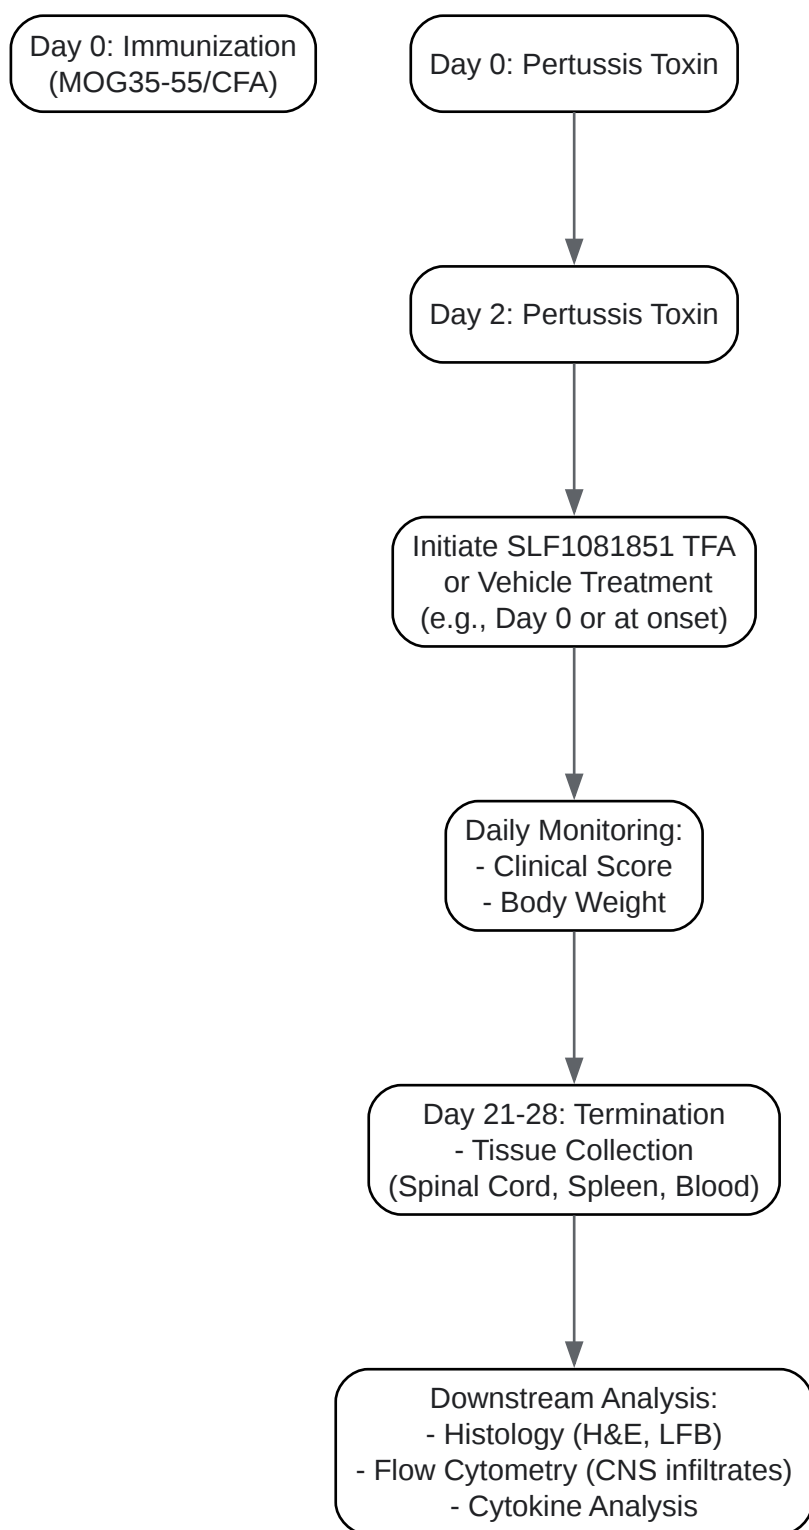 Day 0: Immunization
(MOG35-55/CFA)
Day 0: Pertussis Toxin
Day 2: Pertussis Toxin
Initiate SLF1081851 TFA
or Vehicle Treatment
(e.g., Day 0 or at onset)
Daily Monitoring:
- Clinical Score
- Body Weight
Day 21-28: Termination
- Tissue Collection
(Spinal Cord, Spleen, Blood)
Downstream Analysis:
- Histology (H&E, LFB)
- Flow Cytometry (CNS infiltrates)
- Cytokine Analysis